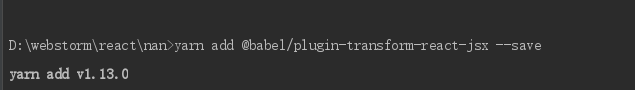 D:\webstorm\react\nan>yarn add @babel/plugin-transform-react-jsx --save
yarn add v1.13.0